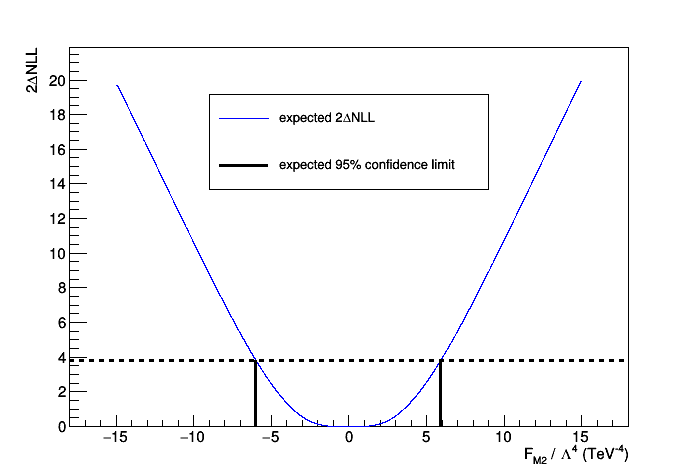 2ΔNLL
20
18
16
14
12
10
8
6
4
2
0
expected 2ΔNLL
expected 95% confidence limit
−15 −10 −5 0 5 10 15
F_M2 / Λ^4 (TeV^-4)